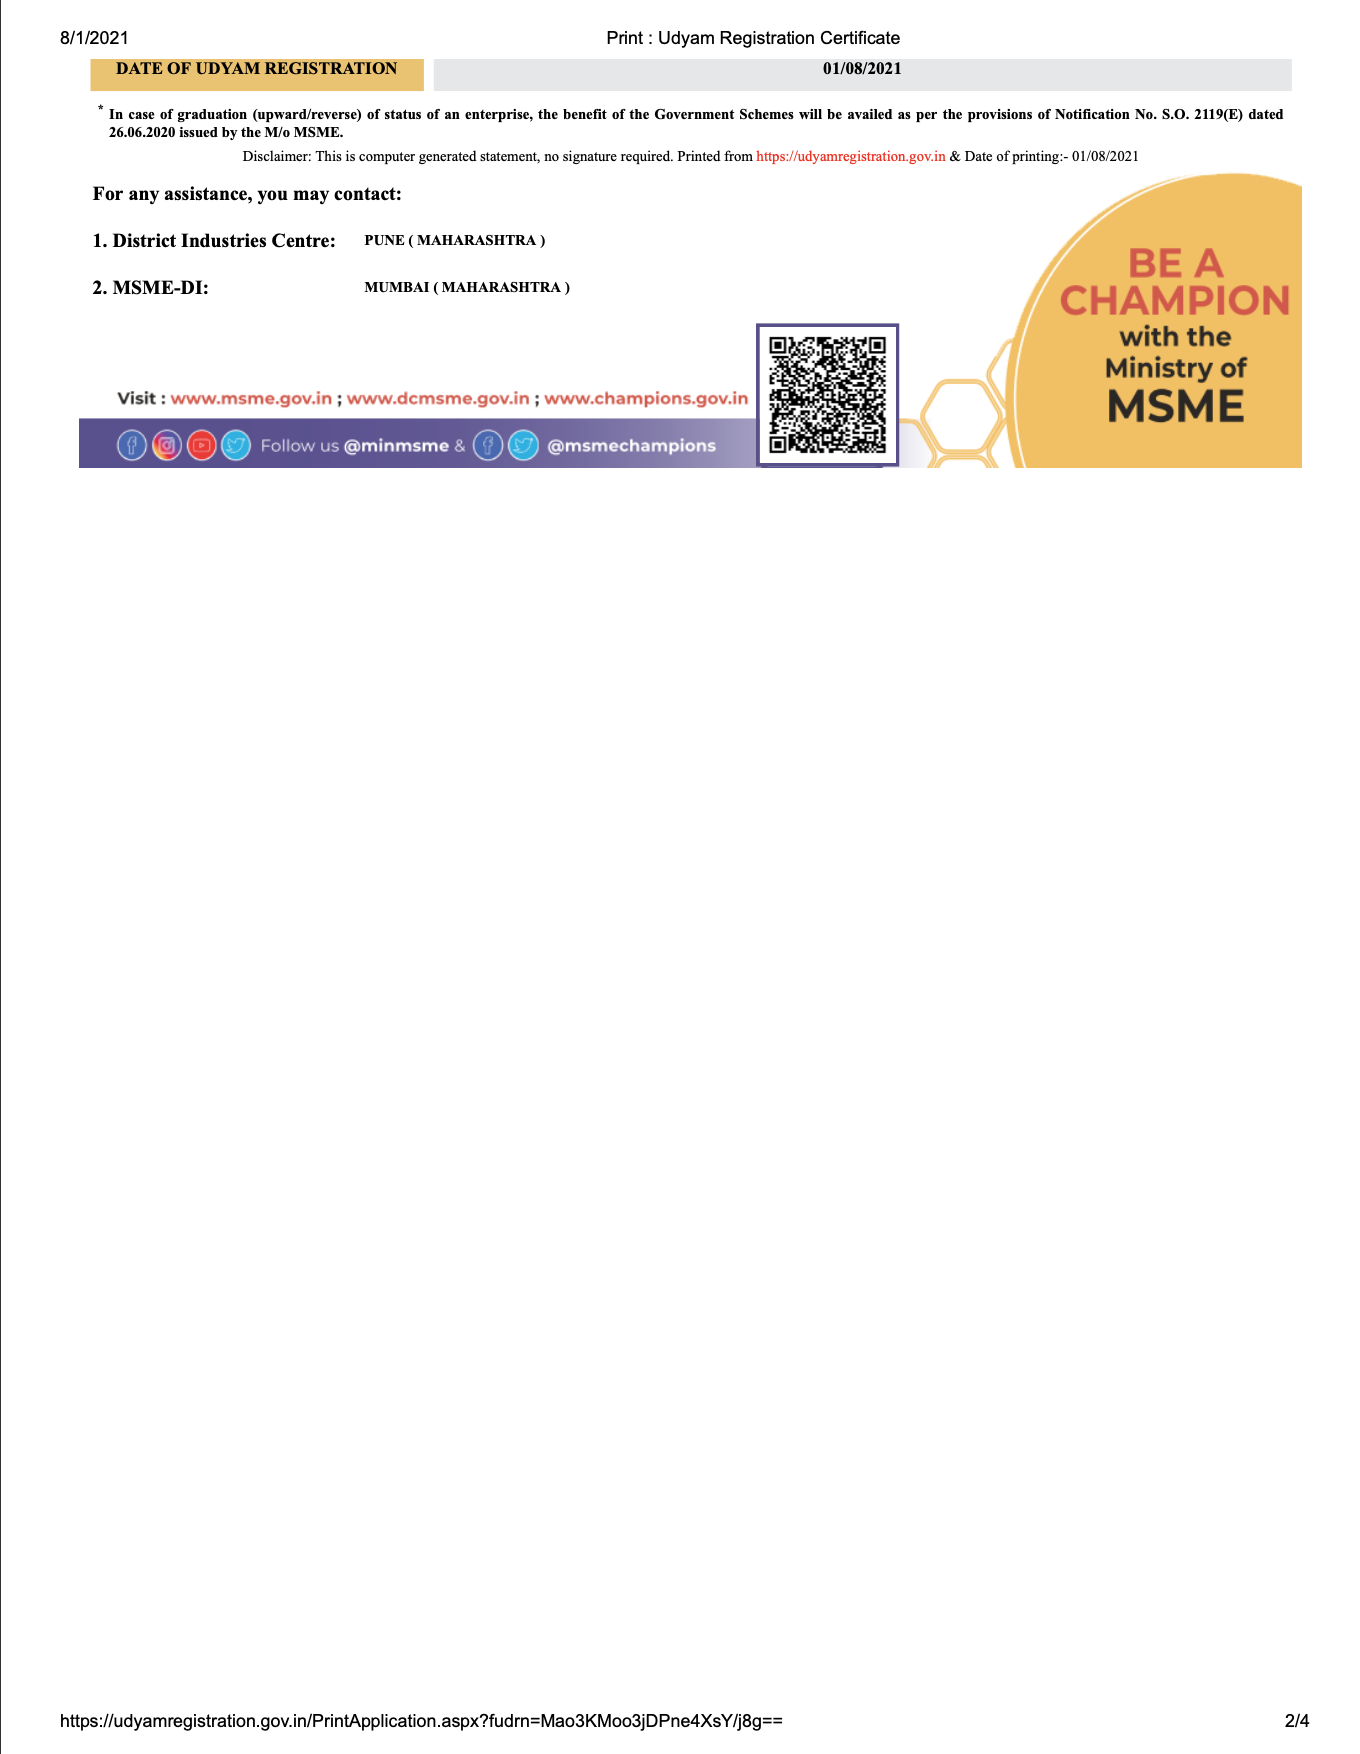 8/1/2021 Print : Udyam Registration Certificate
DATE OF UDYAM REGISTRATION 01/08/2021
* In case of graduation (upward/reverse) of status of an enterprise, the benefit of the Government Schemes will be availed as per the provisions of Notification No. S.O. 2119(E) dated
26.06.2020 issued by the M/o MSME.
Disclaimer: This is computer generated statement, no signature required. Printed from https://udyamregistration.gov.in & Date of printing:- 01/08/2021
For any assistance, you may contact:
1. District Industries Centre: PUNE ( MAHARASHTRA )
2. MSME-DI: MUMBAI ( MAHARASHTRA )
BE A
CHAMPION
with the
Ministry of
MSME
Visit : www.msme.gov.in ; www.dcmsme.gov.in ; www.champions.gov.in
Follow us @minmsme & @msmechampions
https://udyamregistration.gov.in/PrintApplication.aspx?fudrn=Mao3KMoo3jDPne4XsY/j8g== 2/4